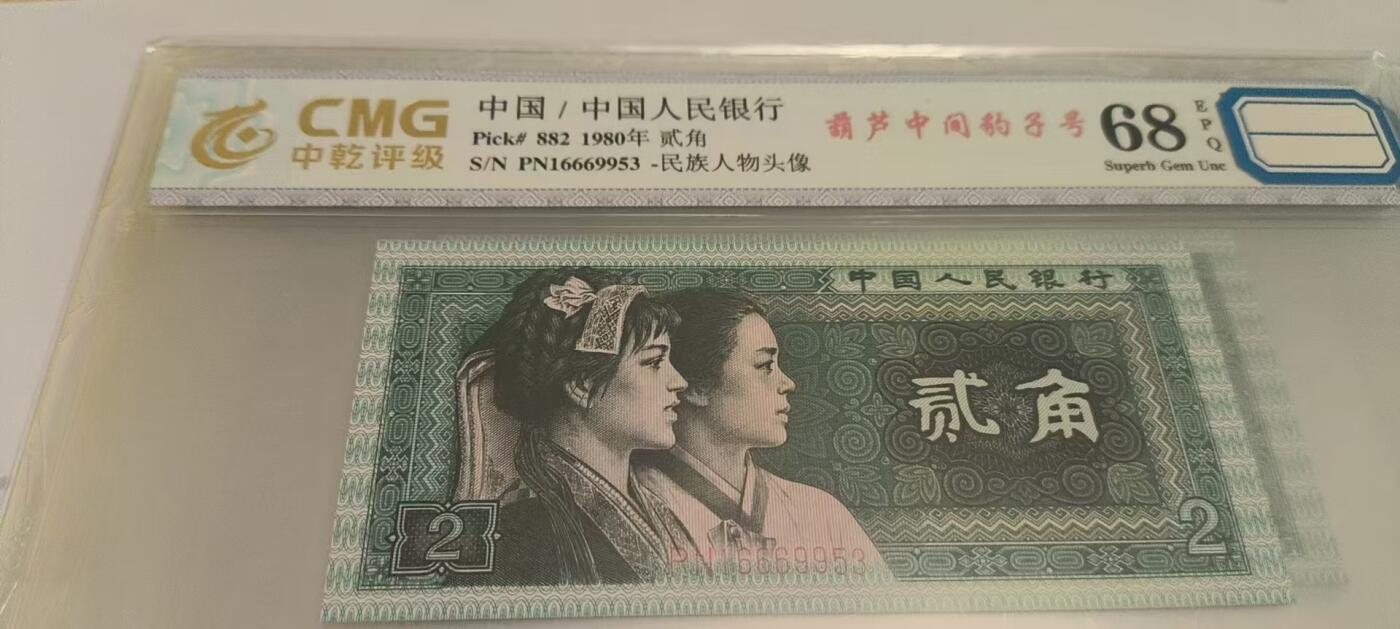 CMG
中乾评级
中国 / 中国人民银行
Pick# 882 1980年 贰角
S/N PN16669953 -民族人物头像
葫芦中间豹子号
68
EPQ
Superb Gem Unc
中国人民银行
贰角
2
2
PN16669953